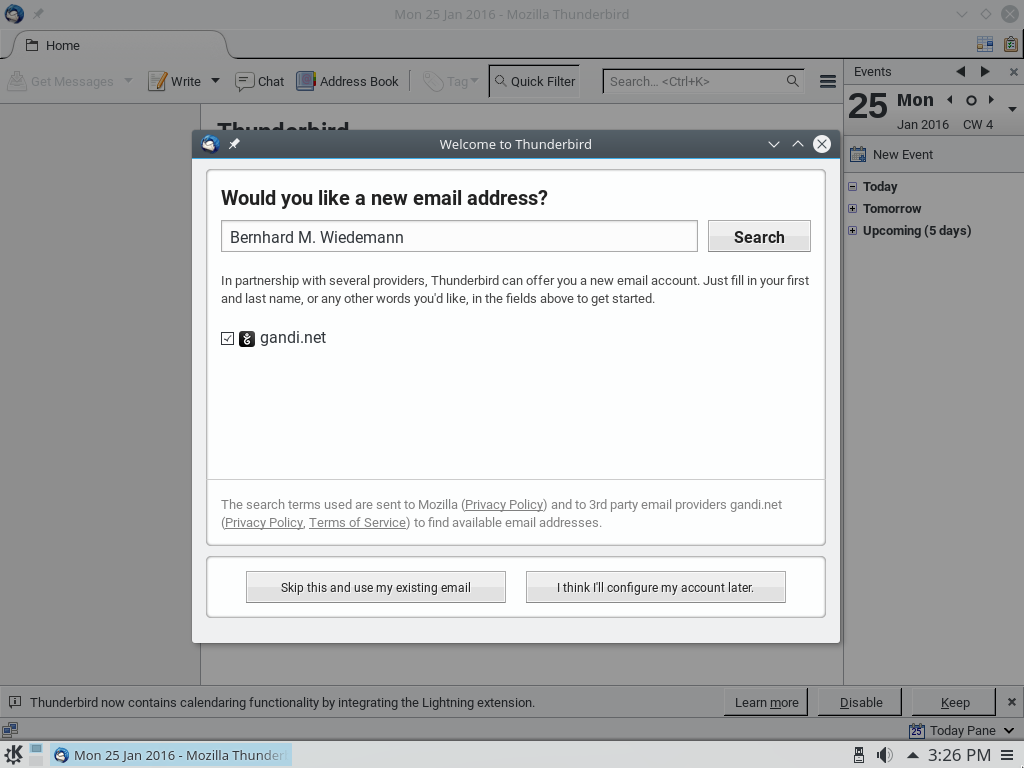 Mon 25 Jan 2016 - Mozilla Thunderbird
Home
Get Messages
Write
Chat
Address Book
Tag
Quick Filter
Search... <Ctrl+K>
Events
25
Mon
Jan 2016
CW 4
New Event
Today
Tomorrow
Upcoming (5 days)
Thunderbird
Welcome to Thunderbird
Would you like a new email address?
Bernhard M. Wiedemann
Search
In partnership with several providers, Thunderbird can offer you a new email account. Just fill in your first
and last name, or any other words you'd like, in the fields above to get started.
gandi.net
The search terms used are sent to Mozilla (Privacy Policy) and to 3rd party email providers gandi.net
(Privacy Policy, Terms of Service) to find available email addresses.
Skip this and use my existing email
I think I'll configure my account later.
Thunderbird now contains calendaring functionality by integrating the Lightning extension.
Learn more
Disable
Keep
25
Today Pane
Mon 25 Jan 2016 - Mozilla Thunder
3:26 PM